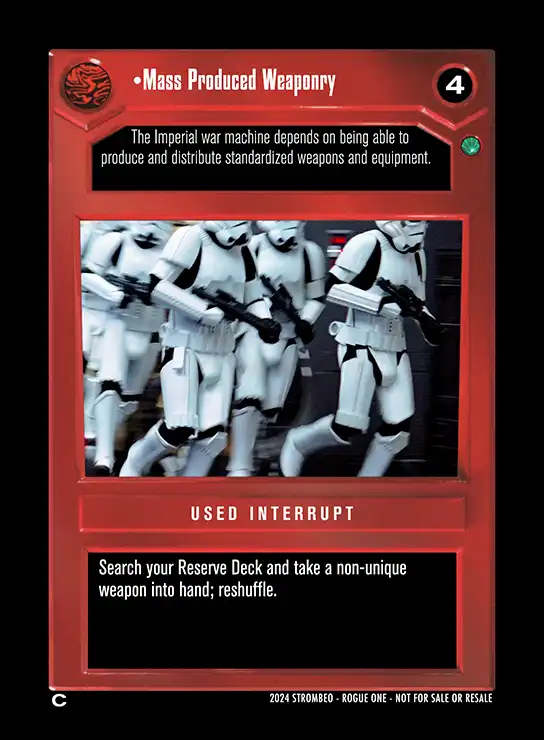 •Mass Produced Weaponry
4
The Imperial war machine depends on being able to
produce and distribute standardized weapons and equipment.
USED INTERRUPT
Search your Reserve Deck and take a non-unique
weapon into hand; reshuffle.
C
2024 STROMBEO - ROGUE ONE - NOT FOR SALE OR RESALE